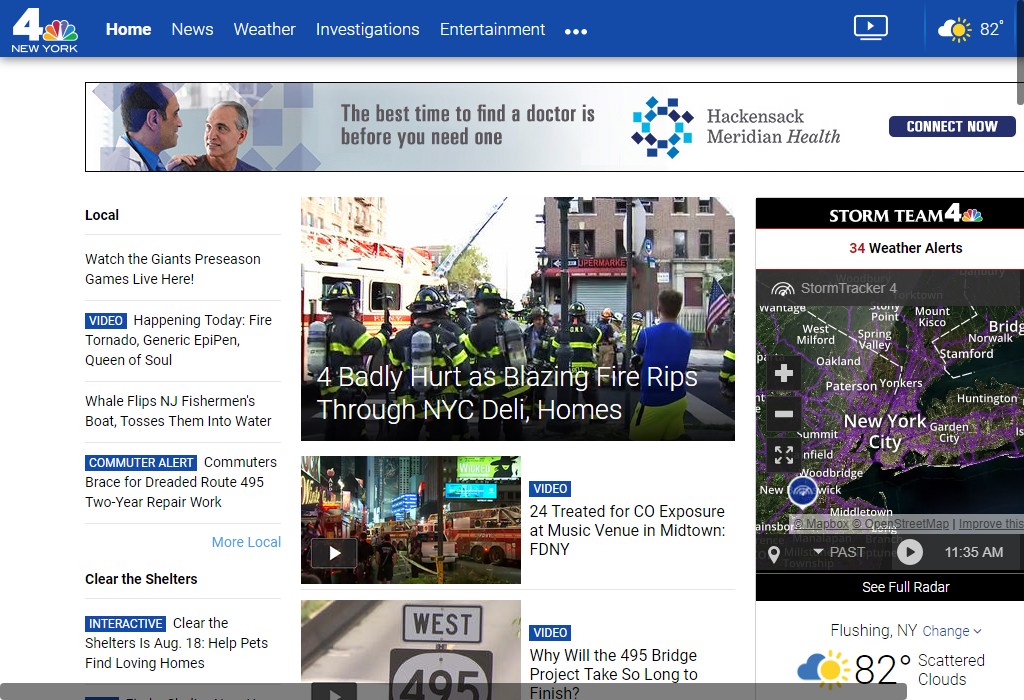 4
NEW YORK
Home
News
Weather
Investigations
Entertainment
82°
The best time to find a doctor is
before you need one
Hackensack
Meridian Health
CONNECT NOW
Local
Watch the Giants Preseason
Games Live Here!
VIDEO Happening Today: Fire
Tornado, Generic EpiPen,
Queen of Soul
Whale Flips NJ Fishermen's
Boat, Tosses Them Into Water
COMMUTER ALERT Commuters
Brace for Dreaded Route 495
Two-Year Repair Work
More Local
Clear the Shelters
INTERACTIVE Clear the
Shelters Is Aug. 18: Help Pets
Find Loving Homes
4 Badly Hurt as Blazing Fire Rips
Through NYC Deli, Homes
WICKED
VIDEO
24 Treated for CO Exposure
at Music Venue in Midtown:
FDNY
WEST
495
VIDEO
Why Will the 495 Bridge
Project Take So Long to
Finish?
STORM TEAM 4
34 Weather Alerts
StormTracker 4
Wantage
Stony
Point
Mount
Kisco
West
Milford
Spring
Valley
Bridg
Norwalk
Stamford
Oakland
Paterson
Yonkers
Huntington
New York
City
Garden
City
Summit
nfield
Woodbridge
New
wick
Middletown
ainsbo
© Mapbox © OpenStreetMap | Improve this
PAST
11:35 AM
See Full Radar
Flushing, NY Change
82° Scattered
Clouds